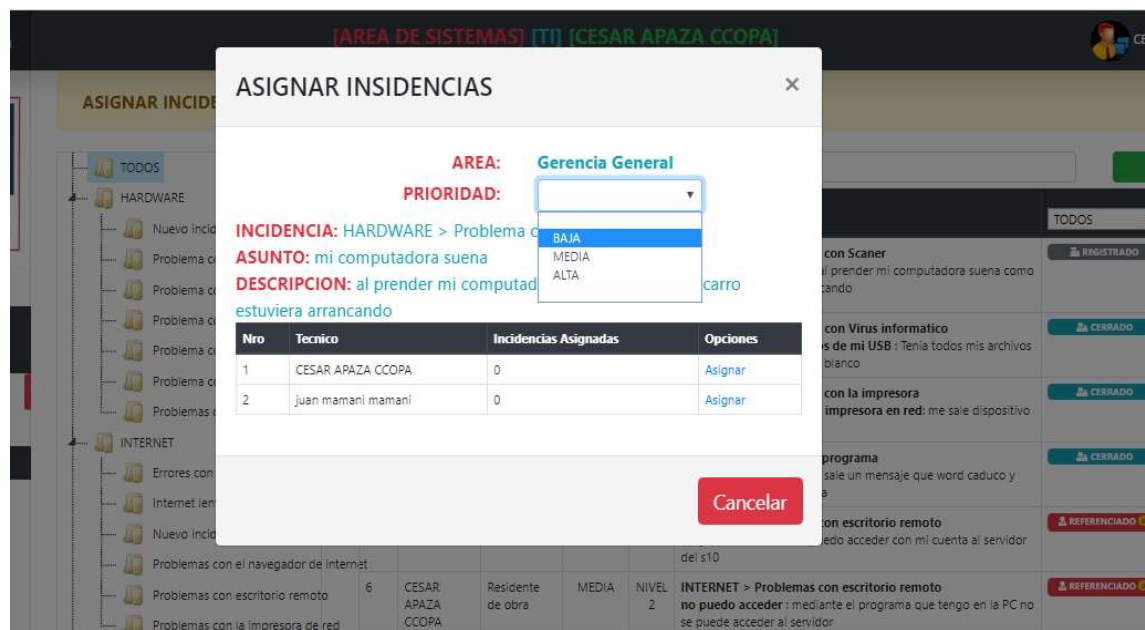 [AREA DE SISTEMAS] [TI] [CESAR APAZA CCOPA]
CE
ASIGNAR INCIDE
ASIGNAR INSIDENCIAS
×
AREA: Gerencia General
PRIORIDAD:
BAJA
MEDIA
ALTA
INCIDENCIA: HARDWARE > Problema c
ASUNTO: mi computadora suena
DESCRIPCION: al prender mi computad carro
estuviera arrancando
Nro Tecnico Incidencias Asignadas Opciones
1 CESAR APAZA CCOPA 0 Asignar
2 juan mamani mamani 0 Asignar
Cancelar
TODOS
HARDWARE
Nuevo incid
Problema c
Problema c
Problema c
Problema c
Problema c
Problemas c
INTERNET
Errores con
Internet len
Nuevo incid
Problemas con el navegador de internet
Problemas con escritorio remoto
Problemas con la impresora de red
TODOS
con Scaner
al prender mi computadora suena como
cando
REGISTRADO
con Virus informatico
s de mi USB : Tenia todos mis archivos
blanco
CERRADO
con la impresora
impresora en red: me sale dispositivo
CERRADO
programa
sale un mensaje que word caduco y
a
CERRADO
con escritorio remoto
edo acceder con mi cuenta al servidor
del s10
REFERENCIADO
6 CESAR APAZA CCOPA Residente de obra MEDIA NIVEL 2
INTERNET > Problemas con escritorio remoto
no puedo acceder : mediante el programa que tengo en la PC no
se puede acceder al servidor
REFERENCIADO